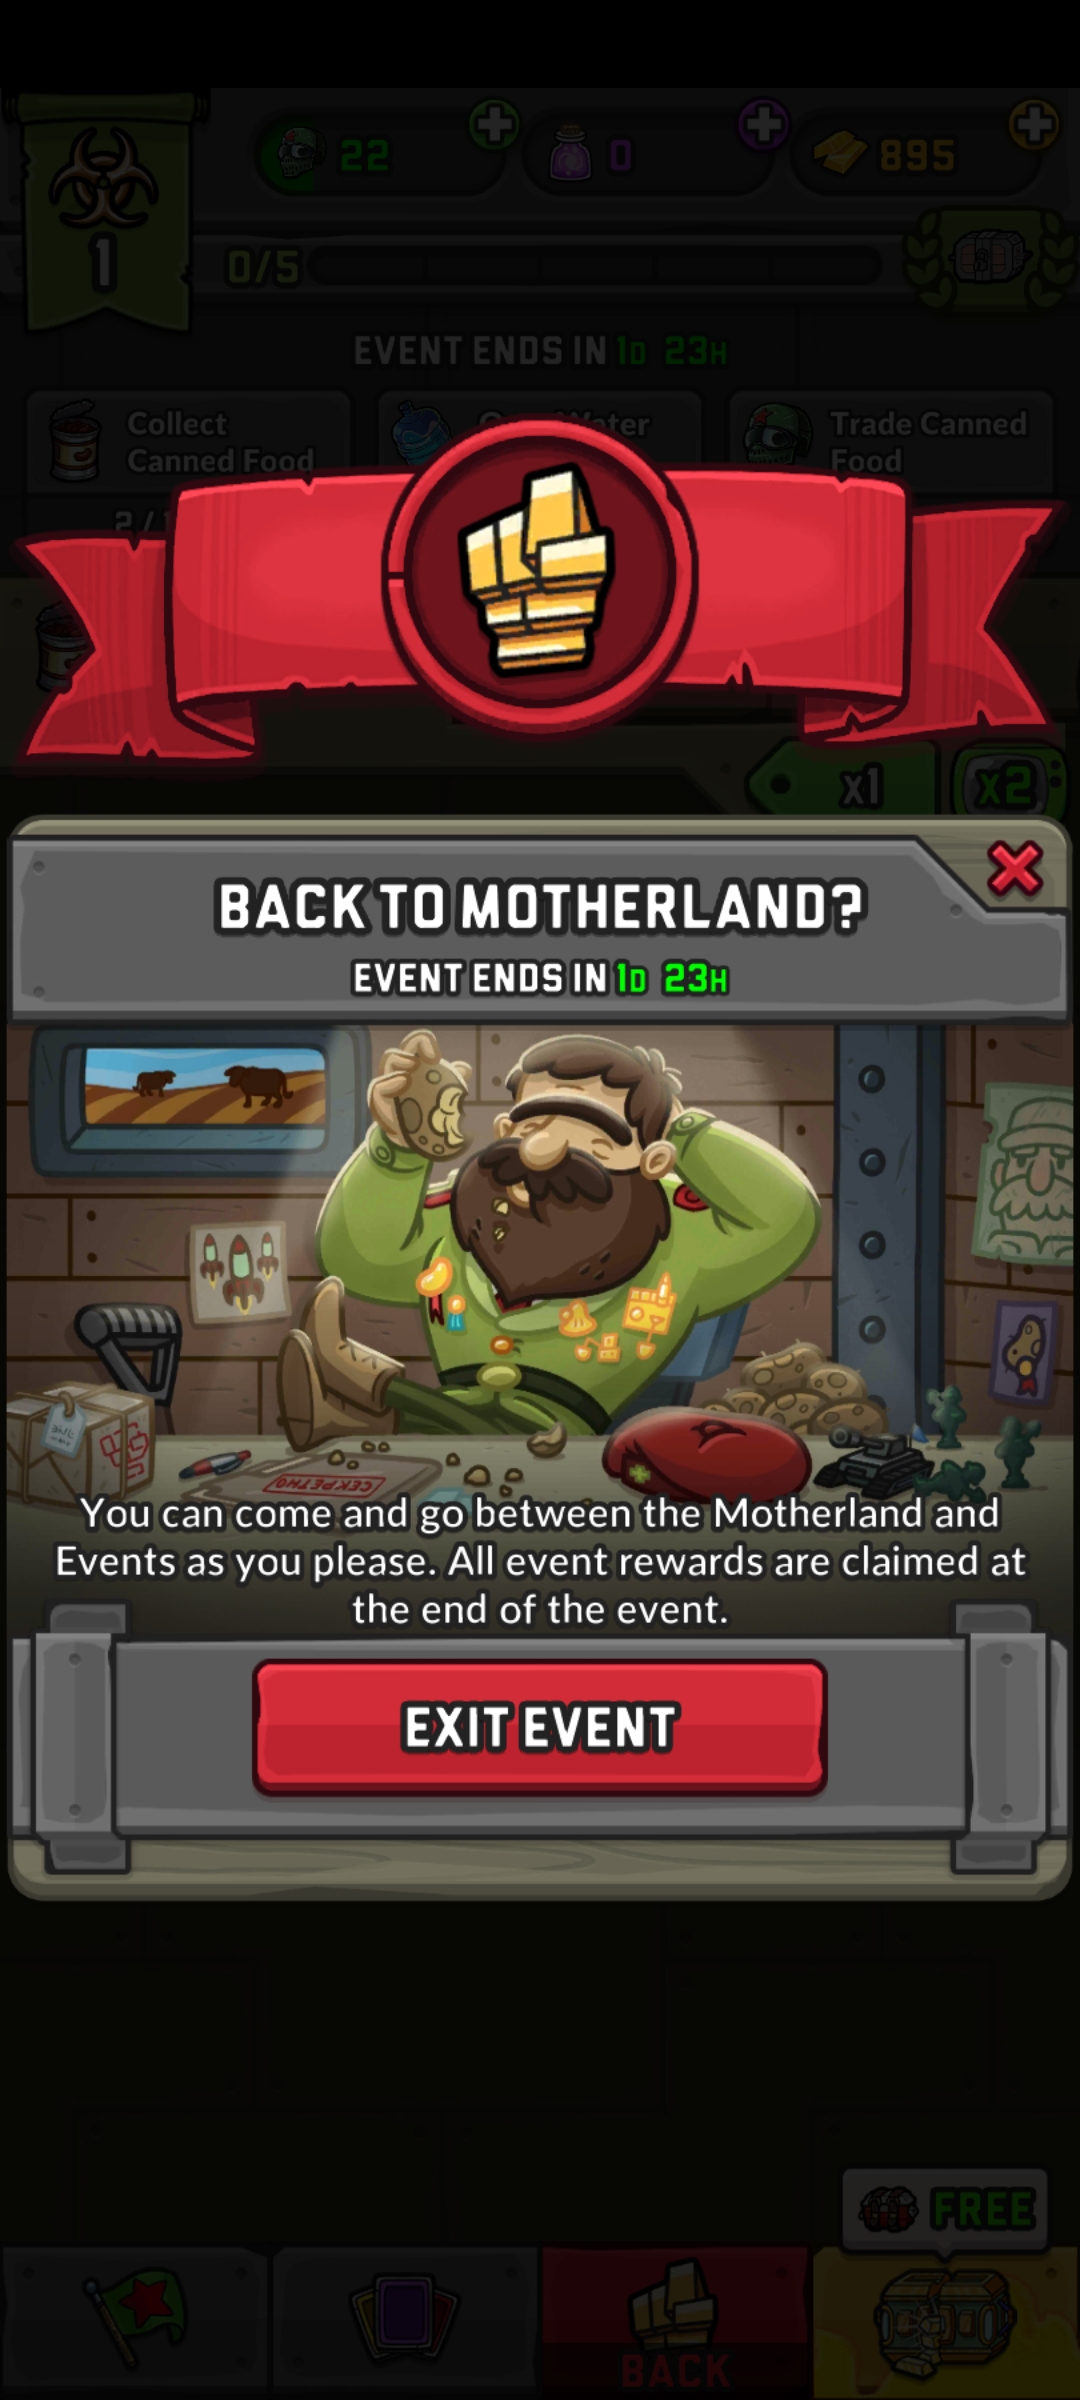 22
0
895
1
0/5
EVENT ENDS IN 1D 23H
Collect
Canned Food
Trade Canned
Food
x1
x2
BACK TO MOTHERLAND?
EVENT ENDS IN 1D 23H
СЕКРЕТНО
You can come and go between the Motherland and
Events as you please. All event rewards are claimed at
the end of the event.
EXIT EVENT
FREE
BACK